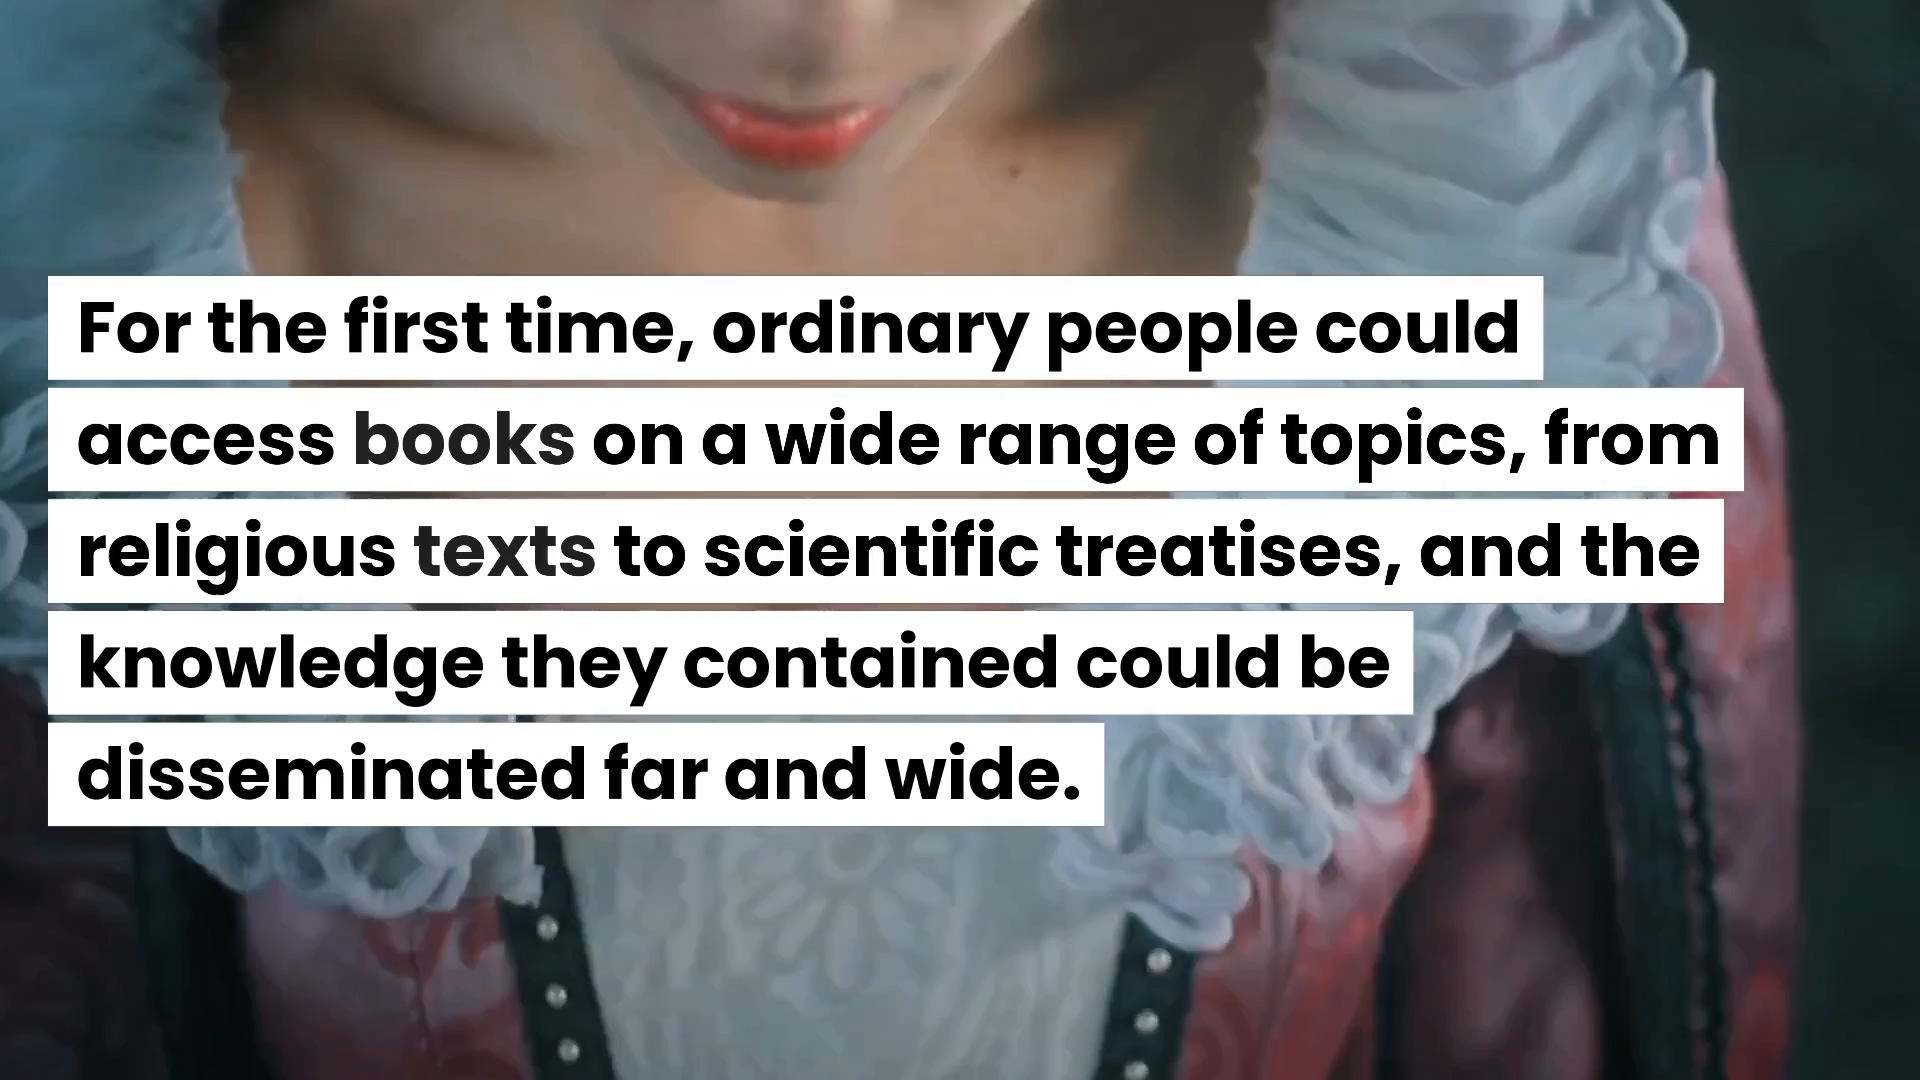 For the first time, ordinary people could
access books on a wide range of topics, from
religious texts to scientific treatises, and the
knowledge they contained could be
disseminated far and wide.